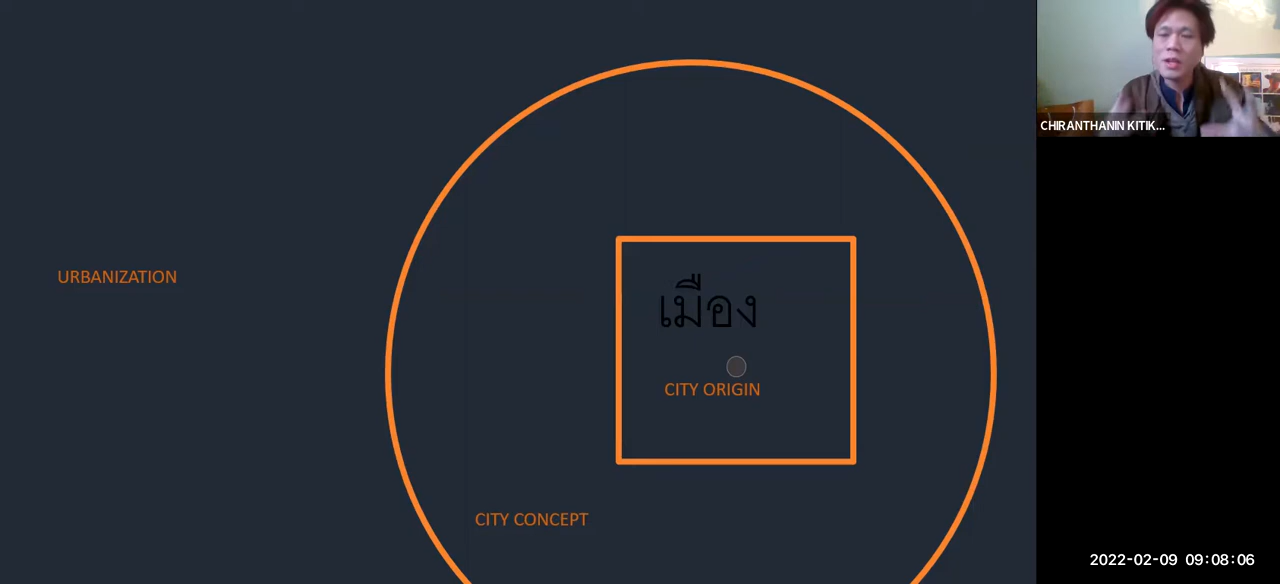 CHIRANTHANIN KITIK...
URBANIZATION
เมือง
CITY ORIGIN
CITY CONCEPT
2022-02-09 09:08:06